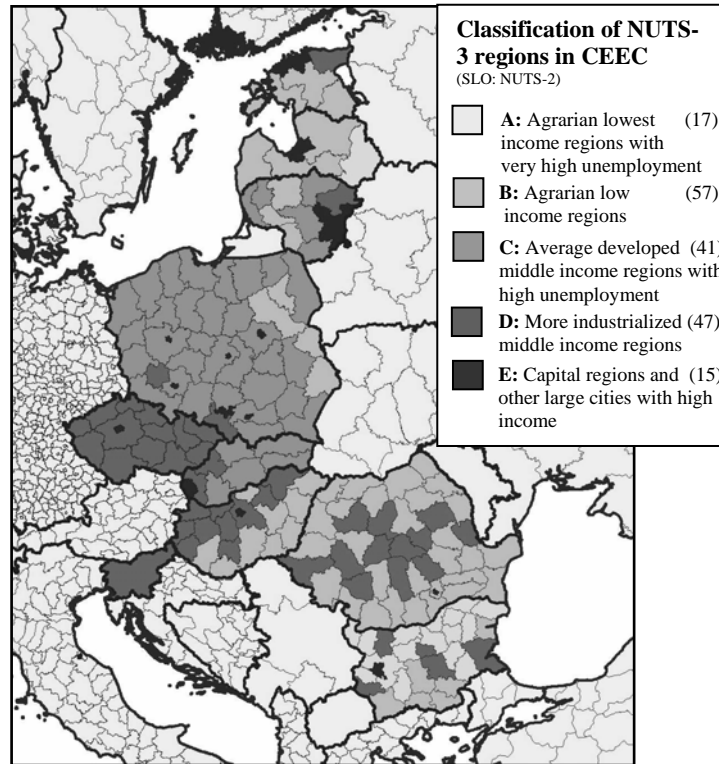 Classification of NUTS-
3 regions in CEEC
(SLO: NUTS-2)
A: Agrarian lowest (17)
income regions with
very high unemployment
B: Agrarian low (57)
income regions
C: Average developed (41)
middle income regions with
high unemployment
D: More industrialized (47)
middle income regions
E: Capital regions and (15)
other large cities with high
income